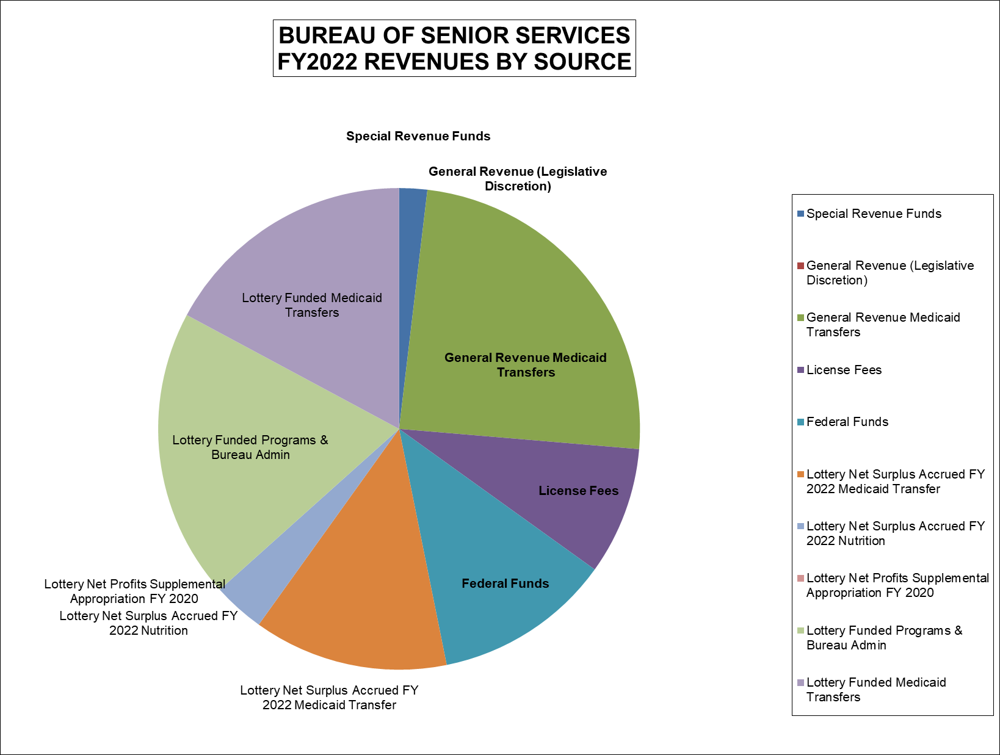 BUREAU OF SENIOR SERVICES
FY2022 REVENUES BY SOURCE
Special Revenue Funds
General Revenue (Legislative
Discretion)
General Revenue Medicaid
Transfers
License Fees
Federal Funds
Lottery Net Surplus Accrued FY
2022 Medicaid Transfer
Lottery Net Surplus Accrued FY
2022 Nutrition
Lottery Net Profits Supplemental
Appropriation FY 2020
Lottery Funded Programs &
Bureau Admin
Lottery Funded Medicaid
Transfers
Special Revenue Funds
General Revenue (Legislative
Discretion)
General Revenue Medicaid
Transfers
License Fees
Federal Funds
Lottery Net Surplus Accrued FY
2022 Medicaid Transfer
Lottery Net Surplus Accrued FY
2022 Nutrition
Lottery Net Profits Supplemental
Appropriation FY 2020
Lottery Funded Programs &
Bureau Admin
Lottery Funded Medicaid
Transfers